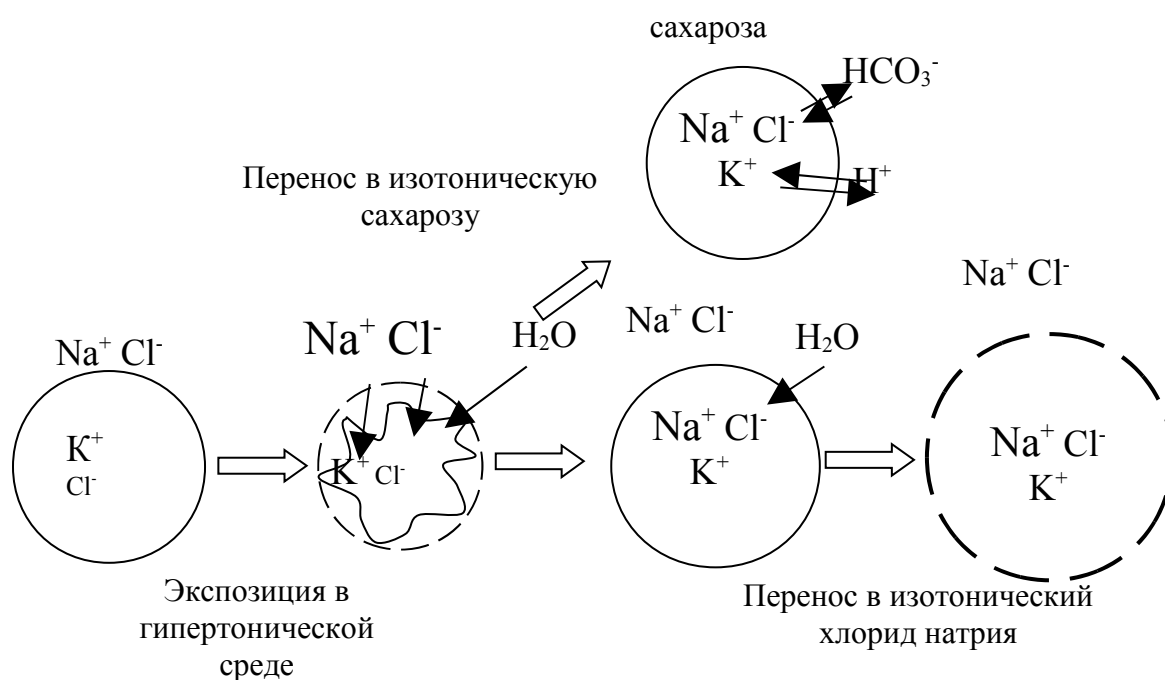 сахароза
HCO₃⁻
Na⁺ Cl⁻
K⁺
H⁺
Перенос в изотоническую
сахарозу
Na⁺ Cl⁻
K⁺
Cl⁻
Na⁺ Cl⁻
K⁺ Cl⁻
H₂O
Na⁺ Cl⁻
Na⁺ Cl⁻
K⁺
H₂O
Na⁺ Cl⁻
Na⁺ Cl⁻
K⁺
Экспозиция в
гипертонической
среде
Перенос в изотонический
хлорид натрия